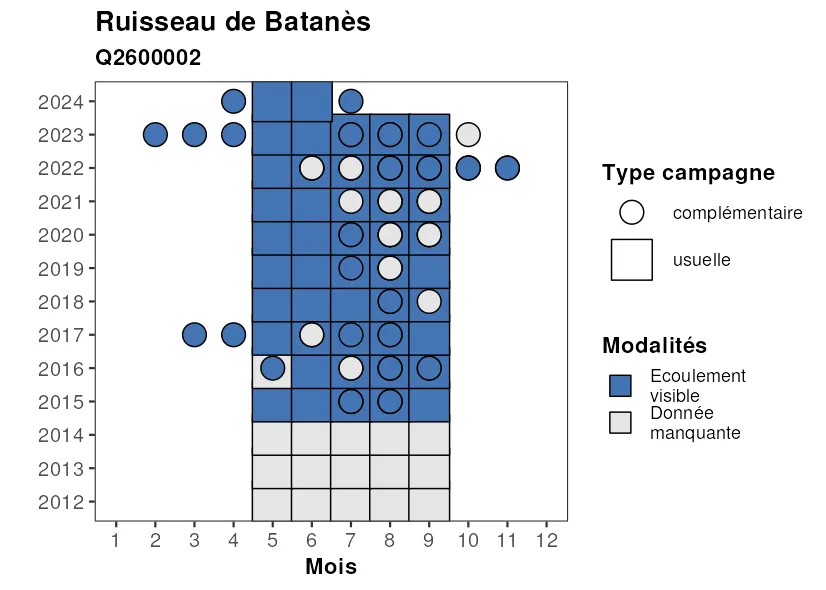 Ruisseau de Batanès
Q2600002
2024
2023
2022
2021
2020
2019
2018
2017
2016
2015
2014
2013
2012
1 2 3 4 5 6 7 8 9 10 11 12
Mois
Type campagne
complémentaire
usuelle
Modalités
Ecoulement
visible
Donnée
manquante